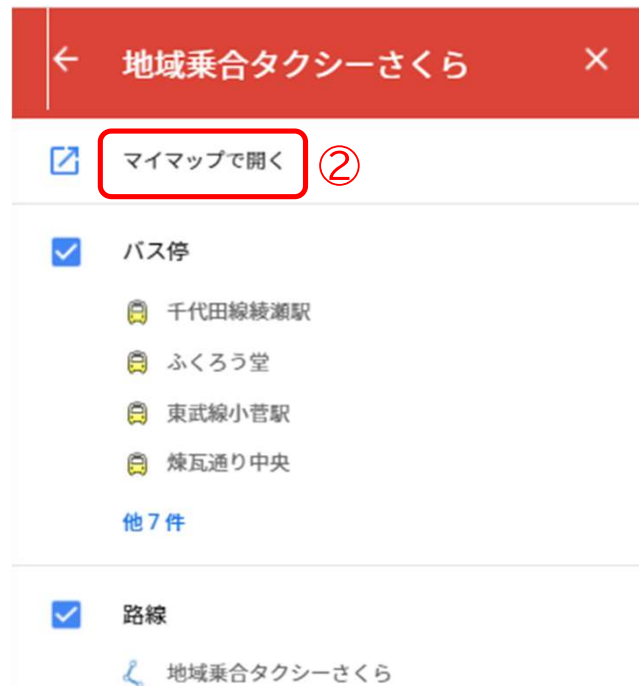 地域乗合タクシーさくら
マイマップで開く ②
バス停
千代田線綾瀬駅
ふくろう堂
東武線小菅駅
煉瓦通り中央
他7件
路線
地域乗合タクシーさくら